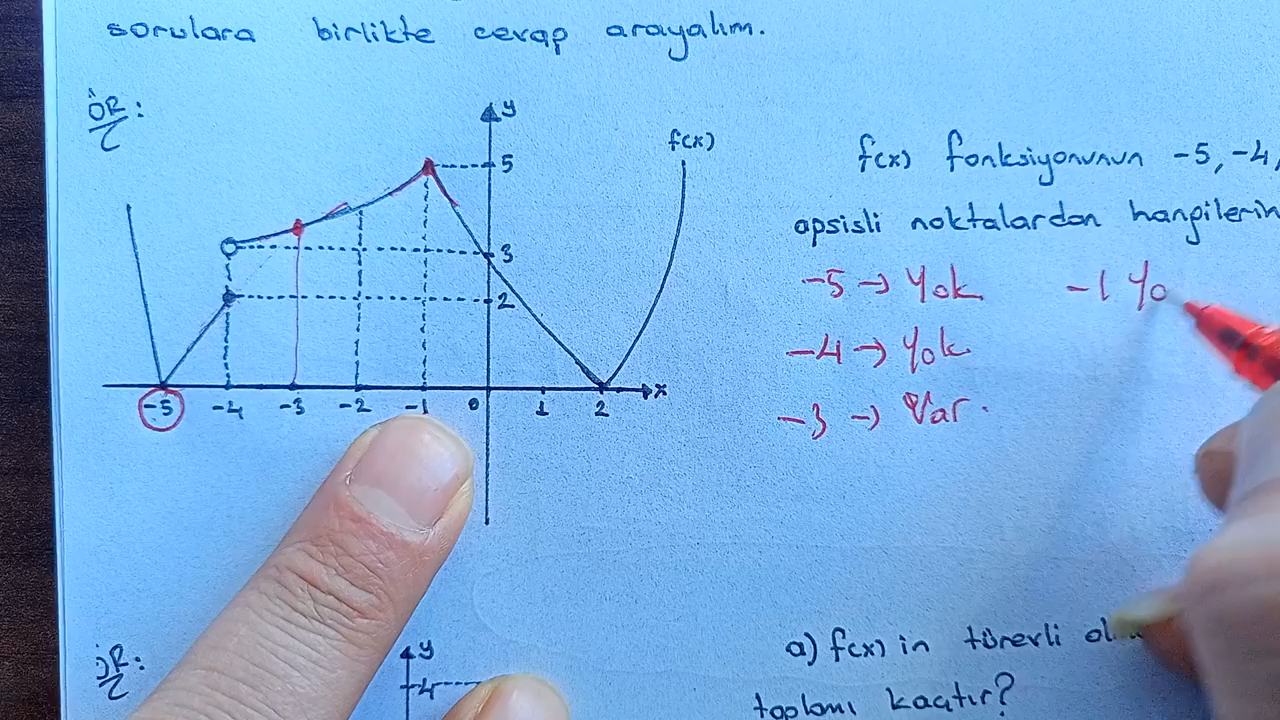 sorulara birlikte cevap arayalım.
ÖR:
y
f(x)
5
3
2
-5 -4 -3 -2 -1 0 1 2 x
f(x) fonksiyonunun -5, -4,
apsisli noktalardan hangilerin
-5 → Yok -1 Yo
-4 → Yok
-3 → Var.
ÖR:
y
4
a) f(x) in türevli
toplamı kaçtır?